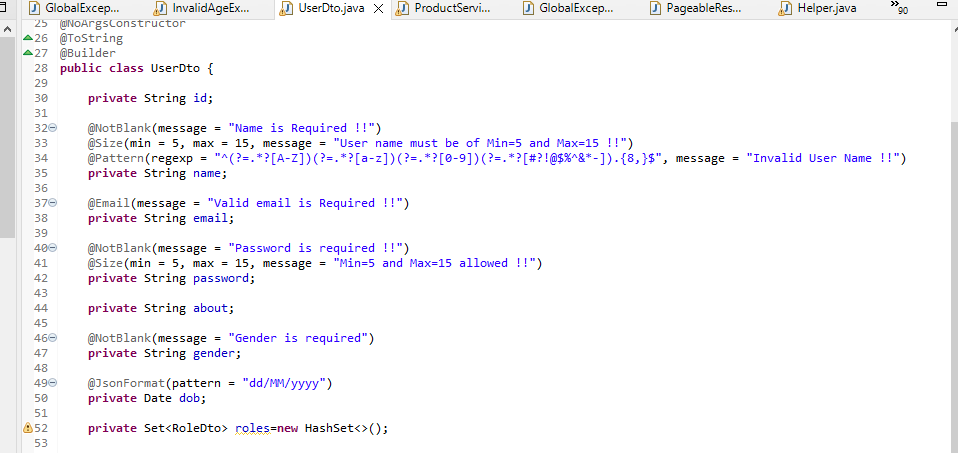 GlobalExcep...
InvalidAgeEx...
UserDto.java
ProductServi...
GlobalExcep...
PageableRes...
Helper.java
90
25 @NoArgsConstructor
26 @ToString
27 @Builder
28 public class UserDto {
29
30 private String id;
31
32 @NotBlank(message = "Name is Required !!")
33 @Size(min = 5, max = 15, message = "User name must be of Min=5 and Max=15 !!")
34 @Pattern(regexp = "^(?=.*?[A-Z])(?=.*?[a-z])(?=.*?[0-9])(?=.*?[#?!@$%^&*-]).{8,}$", message = "Invalid User Name !!")
35 private String name;
36
37 @Email(message = "Valid email is Required !!")
38 private String email;
39
40 @NotBlank(message = "Password is required !!")
41 @Size(min = 5, max = 15, message = "Min=5 and Max=15 allowed !!")
42 private String password;
43
44 private String about;
45
46 @NotBlank(message = "Gender is required")
47 private String gender;
48
49 @JsonFormat(pattern = "dd/MM/yyyy")
50 private Date dob;
51
52 private Set<RoleDto> roles=new HashSet<>();
53